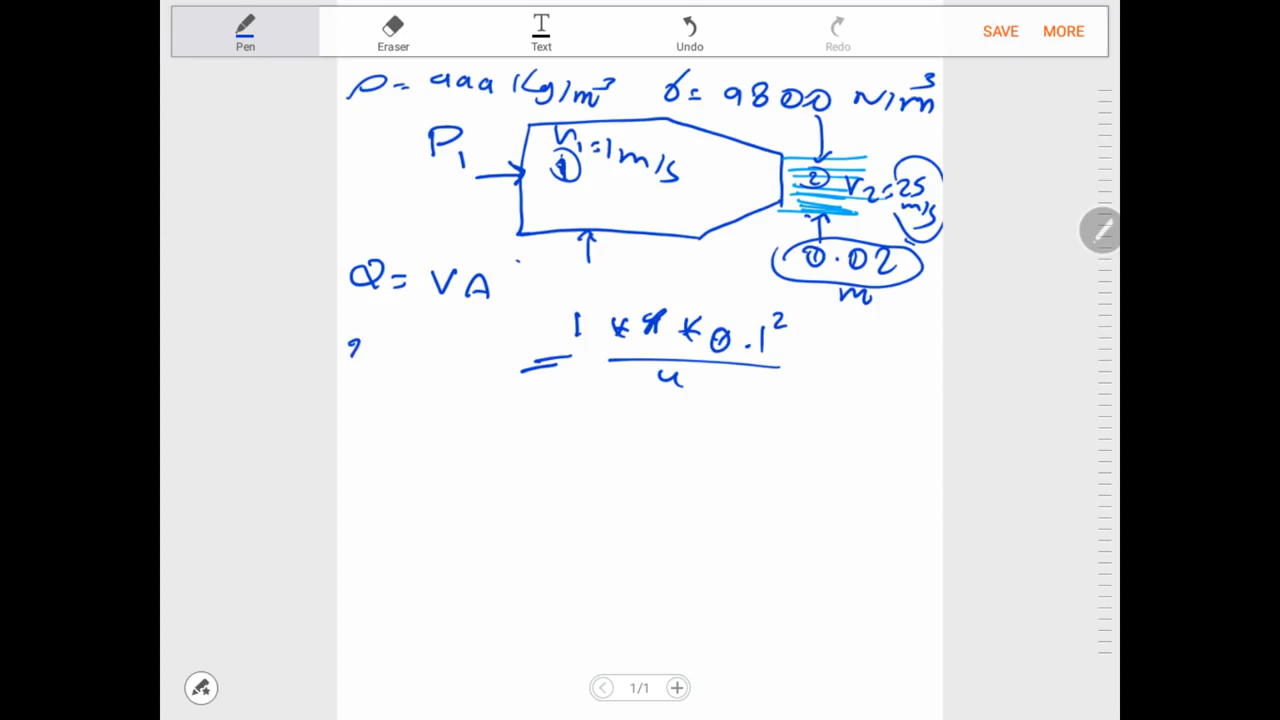 Pen Eraser Text Undo Redo SAVE MORE
ρ= 999 Kg/m³ γ= 9800 N/m³
P₁ V₁=1m/s
① ② V₂=25 m/s
0.02 m
Q= VA
1 * π * 0.1²
=
4
1/1